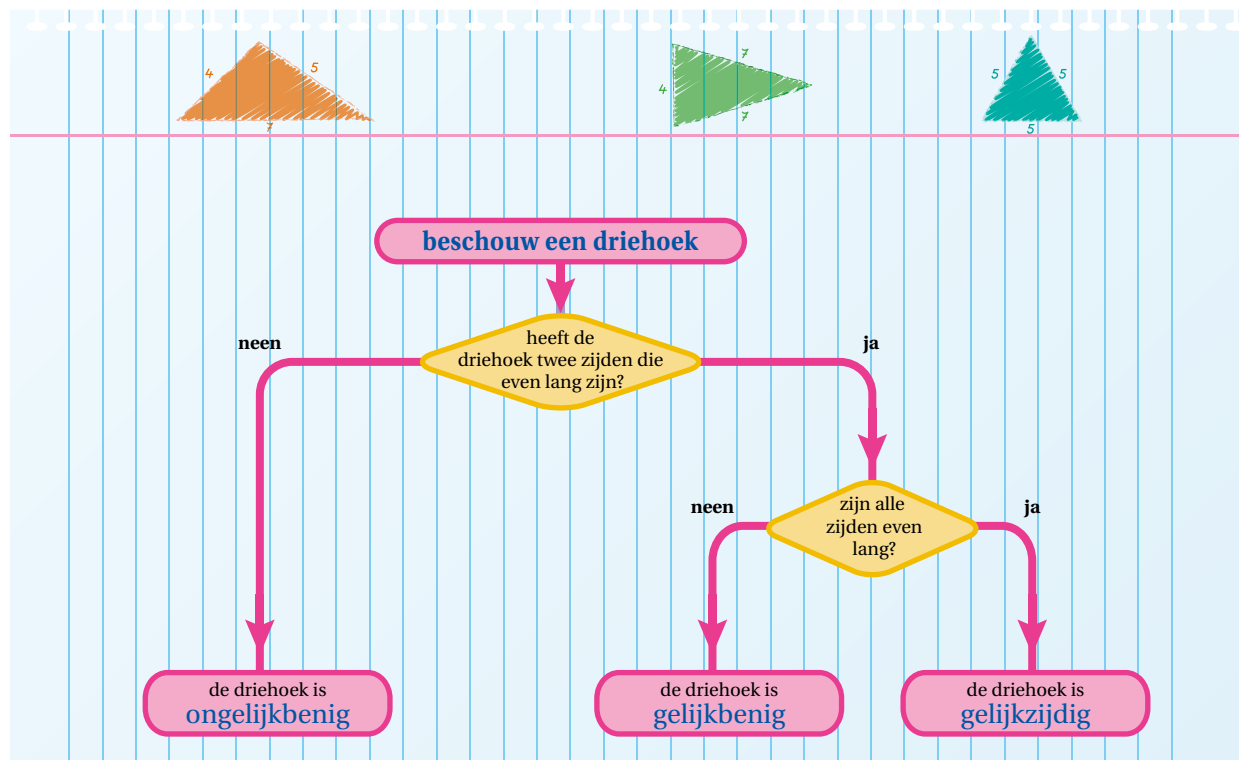 4 5
7
7
4
7
5 5
5
beschouw een driehoek
heeft de
driehoek twee zijden die
even lang zijn?
neen
ja
zijn alle
zijden even
lang?
neen
ja
de driehoek is
ongelijkbenig
de driehoek is
gelijkbenig
de driehoek is
gelijkzijdig